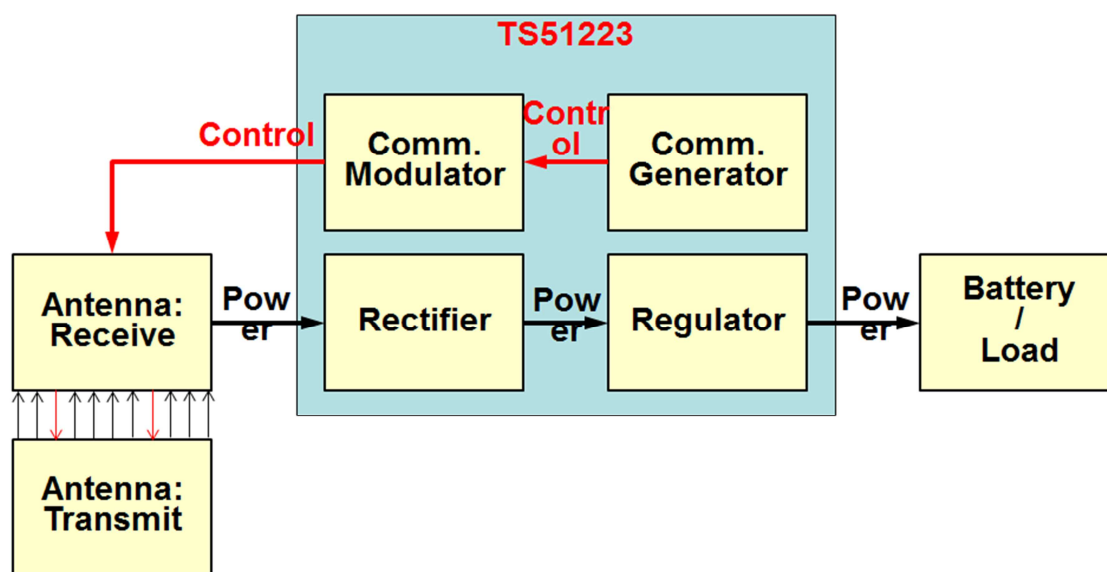 TS51223
Control
Contr
ol
Comm.
Modulator
Comm.
Generator
Antenna:
Receive
Pow
er
Rectifier
Pow
er
Regulator
Pow
er
Battery
/
Load
Antenna:
Transmit